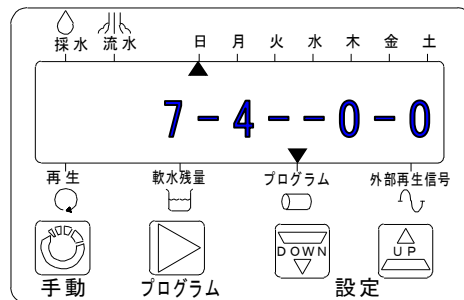 採水 流水 日 月 火 水 木 金 土
7-4--0-0
再生 軟水残量 プログラム 外部再生信号
DOWN UP
手動 プログラム 設定